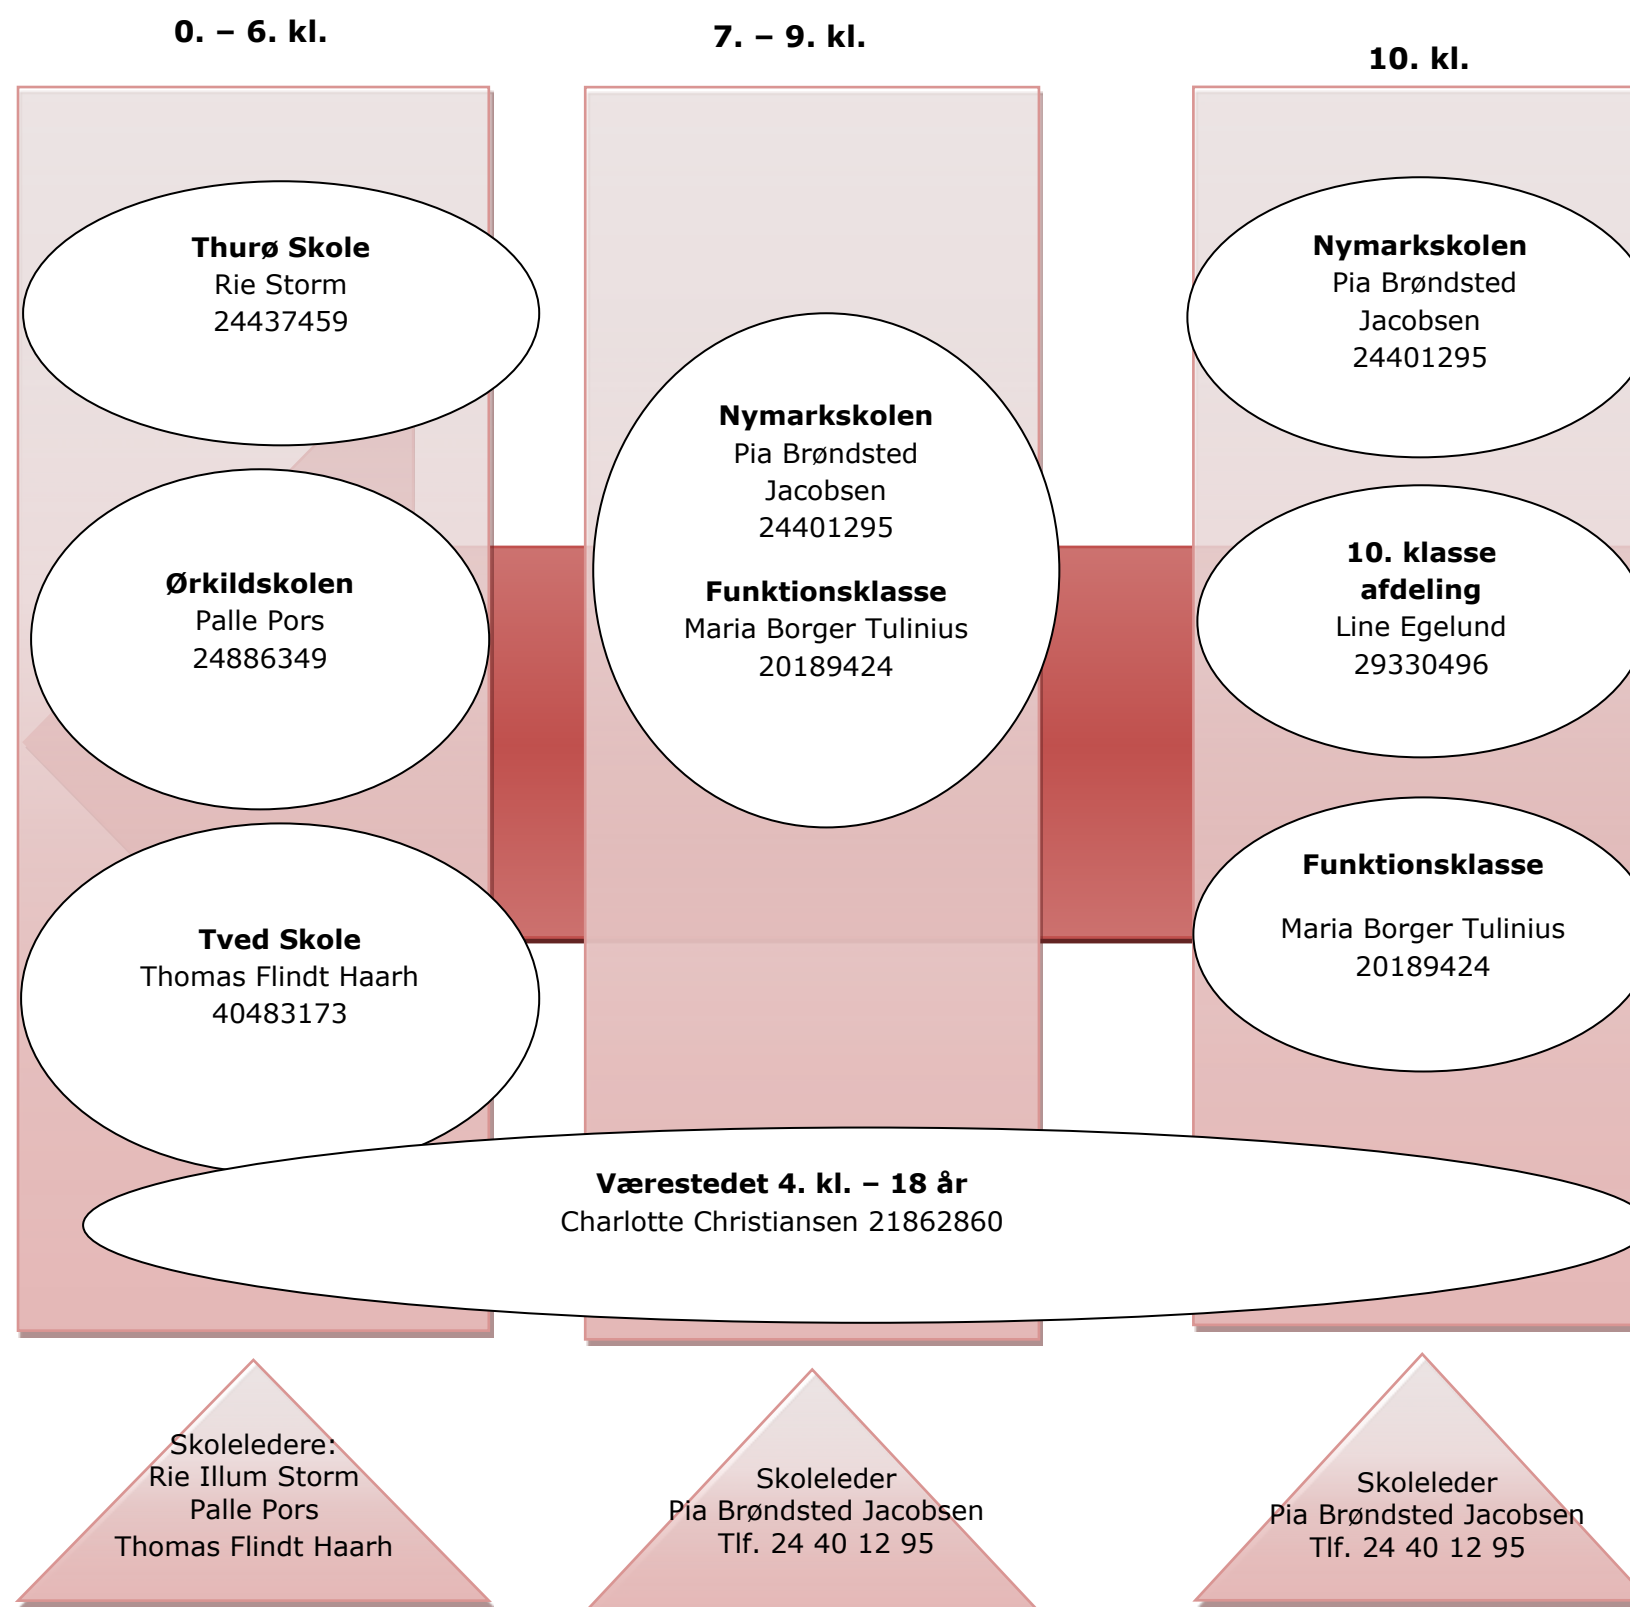 0. – 6. kl.
7. – 9. kl.
10. kl.
Thurø Skole
Rie Storm
24437459
Ørkildskolen
Palle Pors
24886349
Tved Skole
Thomas Flindt Haarh
40483173
Nymarkskolen
Pia Brøndsted
Jacobsen
24401295
Funktionsklasse
Maria Borger Tulinius
20189424
Nymarkskolen
Pia Brøndsted
Jacobsen
24401295
10. klasse
afdeling
Line Egelund
29330496
Funktionsklasse
Maria Borger Tulinius
20189424
Værestedet 4. kl. – 18 år
Charlotte Christiansen 21862860
Skoleledere:
Rie Illum Storm
Palle Pors
Thomas Flindt Haarh
Skoleleder
Pia Brøndsted Jacobsen
Tlf. 24 40 12 95
Skoleleder
Pia Brøndsted Jacobsen
Tlf. 24 40 12 95